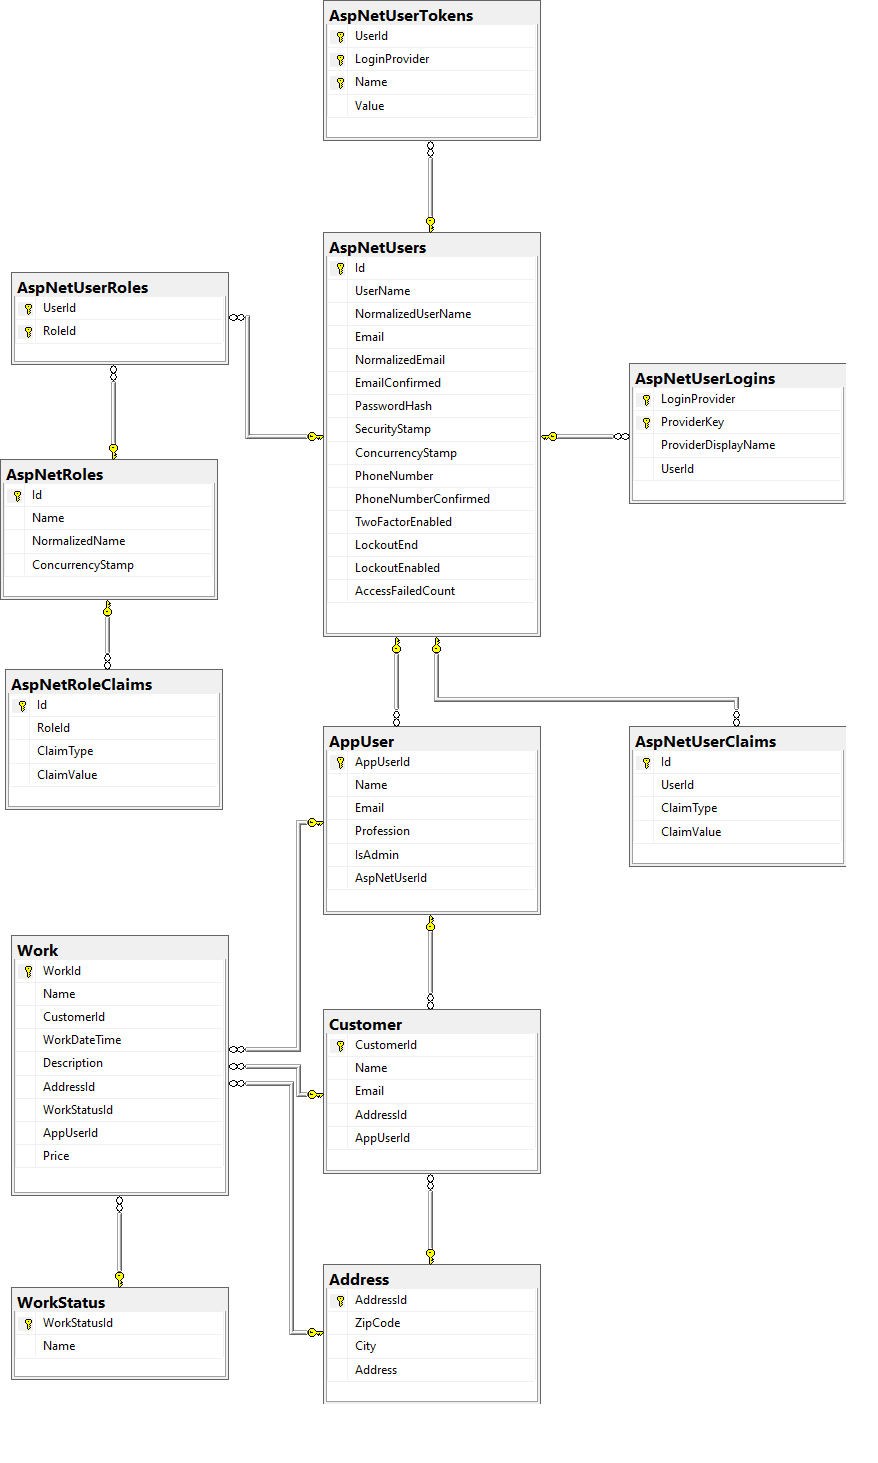 AspNetUserTokens
UserId
LoginProvider
Name
Value
AspNetUsers
Id
UserName
NormalizedUserName
Email
NormalizedEmail
EmailConfirmed
PasswordHash
SecurityStamp
ConcurrencyStamp
PhoneNumber
PhoneNumberConfirmed
TwoFactorEnabled
LockoutEnd
LockoutEnabled
AccessFailedCount
AspNetUserRoles
UserId
RoleId
AspNetUserLogins
LoginProvider
ProviderKey
ProviderDisplayName
UserId
AspNetRoles
Id
Name
NormalizedName
ConcurrencyStamp
AspNetRoleClaims
Id
RoleId
ClaimType
ClaimValue
AppUser
AppUserId
Name
Email
Profession
IsAdmin
AspNetUserId
AspNetUserClaims
Id
UserId
ClaimType
ClaimValue
Work
WorkId
Name
CustomerId
WorkDateTime
Description
AddressId
WorkStatusId
AppUserId
Price
Customer
CustomerId
Name
Email
AddressId
AppUserId
WorkStatus
WorkStatusId
Name
Address
AddressId
ZipCode
City
Address